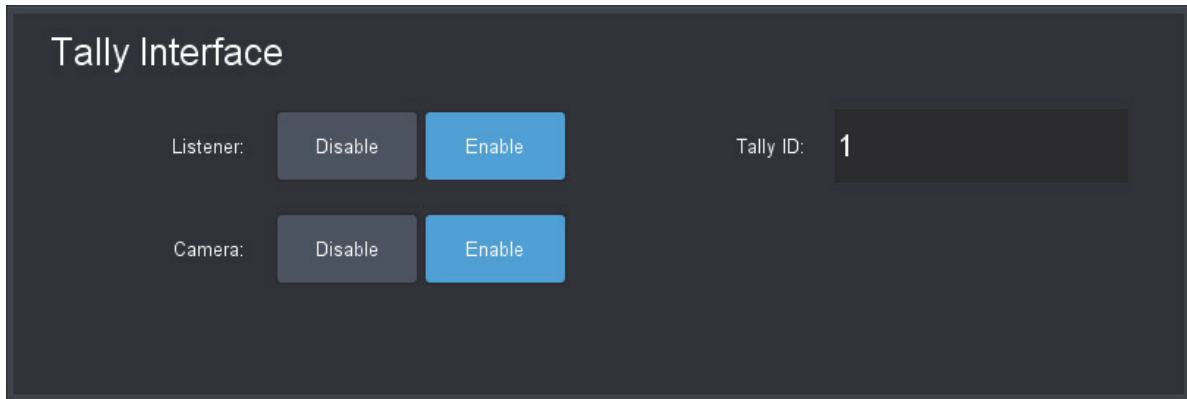 Tally Interface
Listener: Disable Enable Tally ID: 1
Camera: Disable Enable